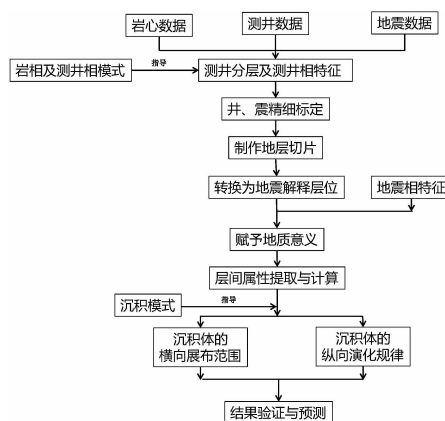 岩心数据
测井数据
地震数据
岩相及测井相模式
指导
测井分层及测井相特征
井、震精细标定
制作地层切片
转换为地震解释层位
地震相特征
赋予地质意义
层间属性提取与计算
沉积模式
指导
沉积体的
横向展布范围
沉积体的
纵向演化规律
结果验证与预测